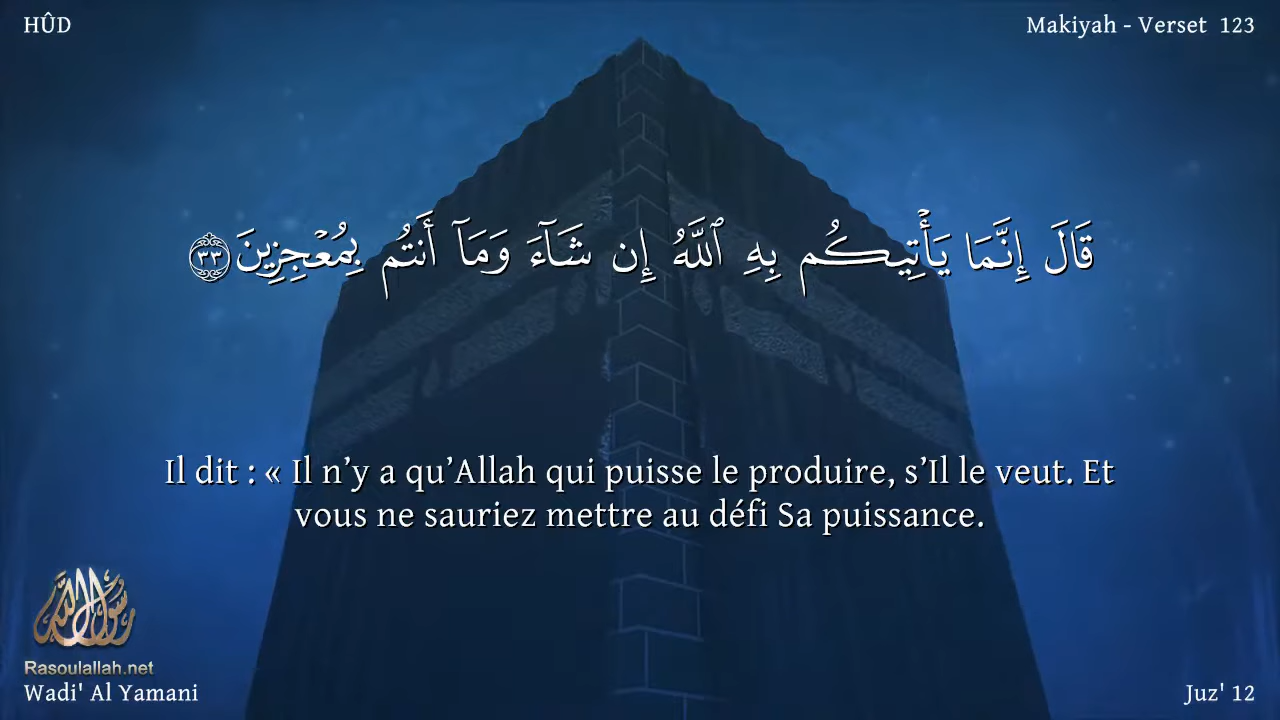 HÛD
Makiyah - Verset 123
قَالَ إِنَّمَا يَأْتِيكُم بِهِ ٱللَّهُ إِن شَآءَ وَمَآ أَنتُم بِمُعْجِزِينَ ٣٣
Il dit : « Il n’y a qu’Allah qui puisse le produire, s’Il le veut. Et
vous ne sauriez mettre au défi Sa puissance.
رسول الله
Rasoulallah.net
Wadi' Al Yamani
Juz' 12